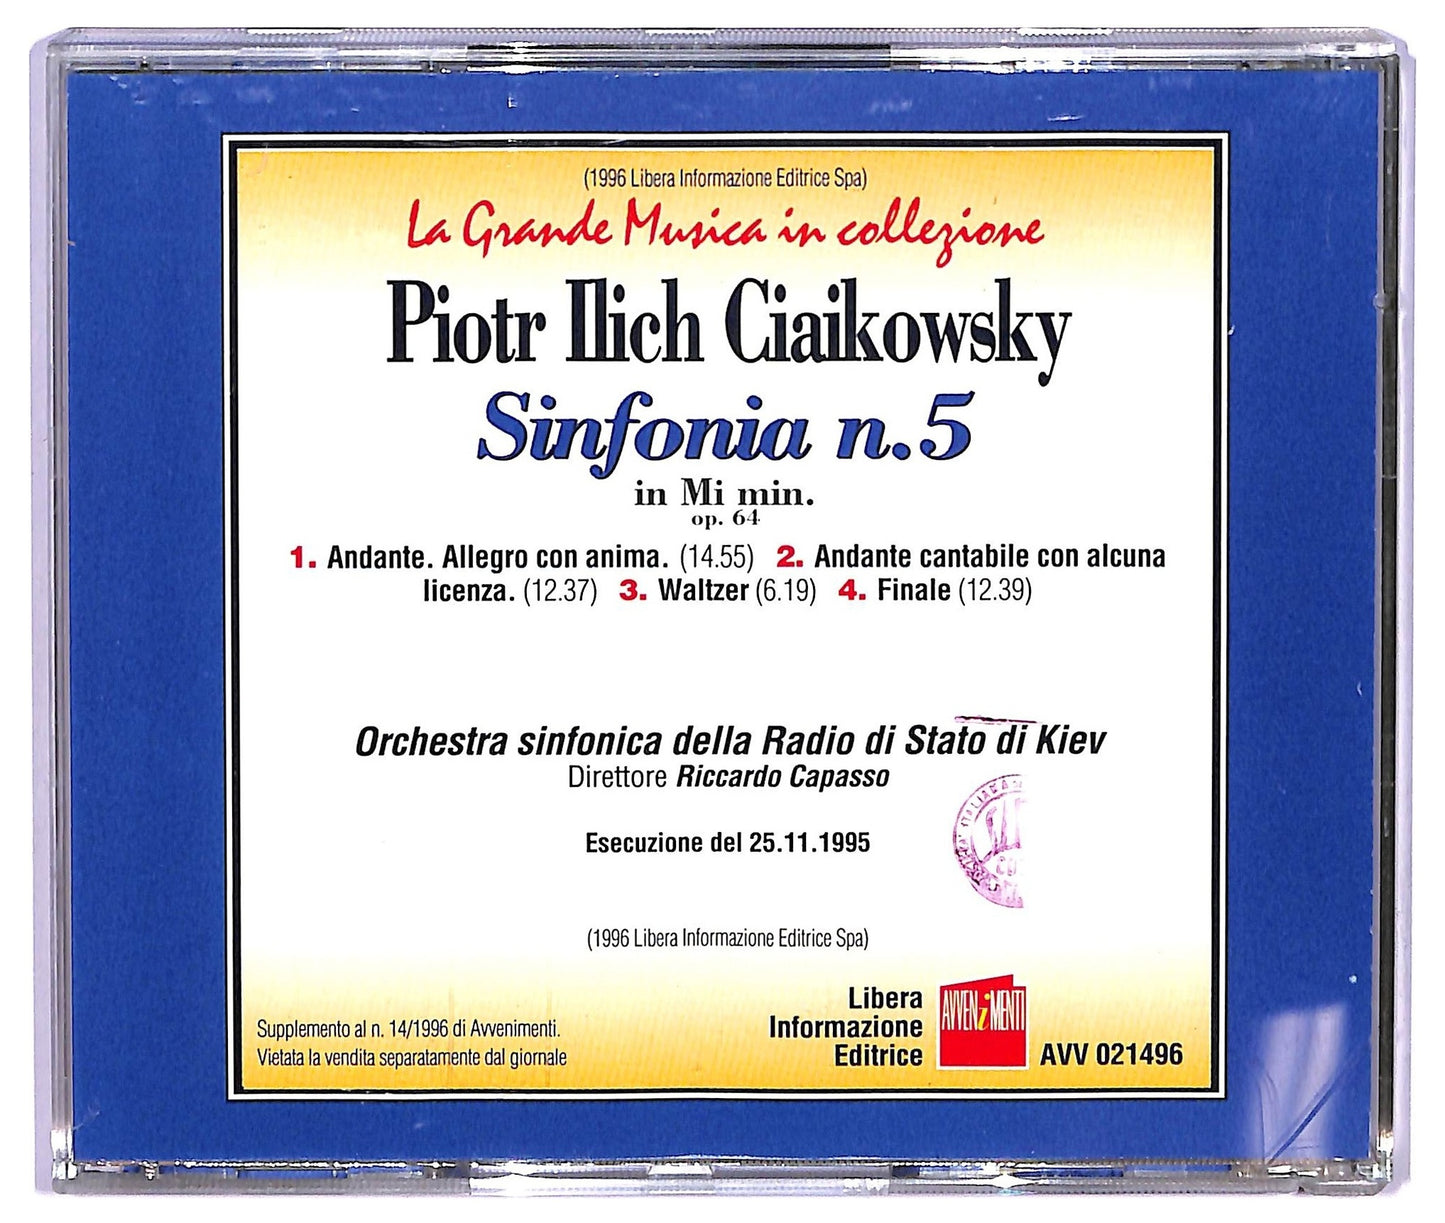 (1996 Libera Informazione Editrice Spa)
La Grande Musica in collezione
Piotr Ilich Ciaikowsky
Sinfonia n.5
in Mi min.
op. 64
1. Andante. Allegro con anima. (14.55) 2. Andante cantabile con alcuna
licenza. (12.37) 3. Waltzer (6.19) 4. Finale (12.39)
Orchestra sinfonica della Radio di Stato di Kiev
Direttore Riccardo Capasso
Esecuzione del 25.11.1995
(1996 Libera Informazione Editrice Spa)
Supplemento al n. 14/1996 di Avvenimenti.
Vietata la vendita separatamente dal giornale
Libera
Informazione
Editrice
AVVENiMENTI
AVV 021496